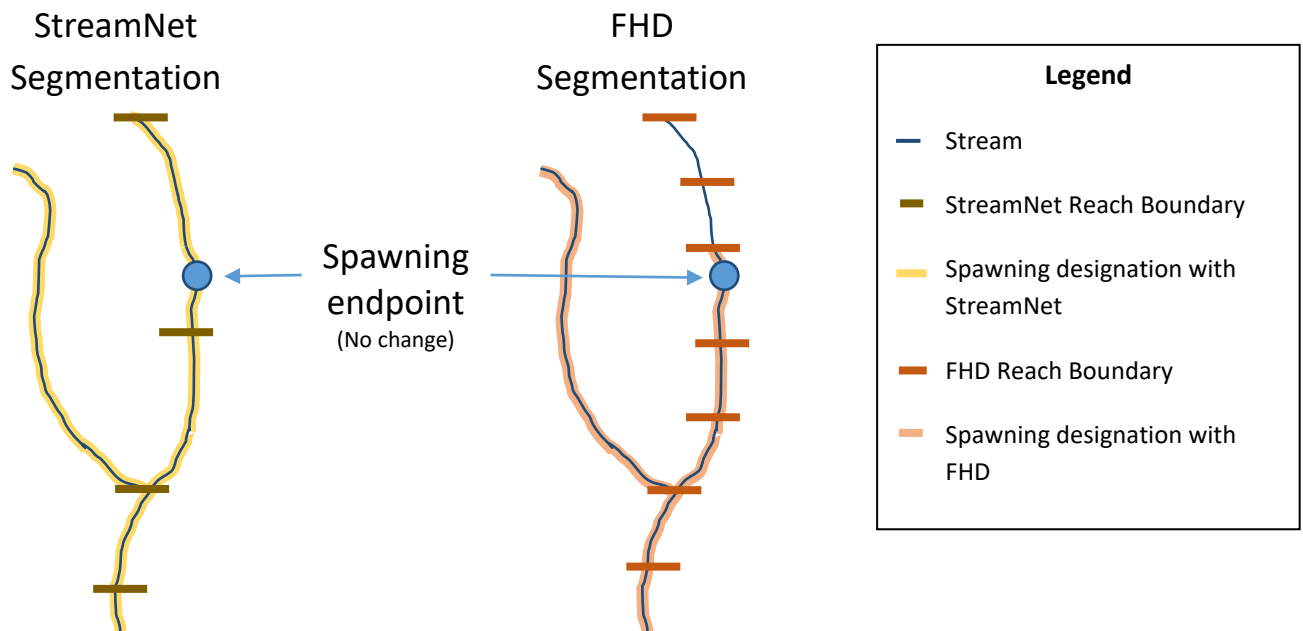 StreamNet
Segmentation
FHD
Segmentation
Spawning
endpoint
(No change)
Legend
Stream
StreamNet Reach Boundary
Spawning designation with
StreamNet
FHD Reach Boundary
Spawning designation with
FHD